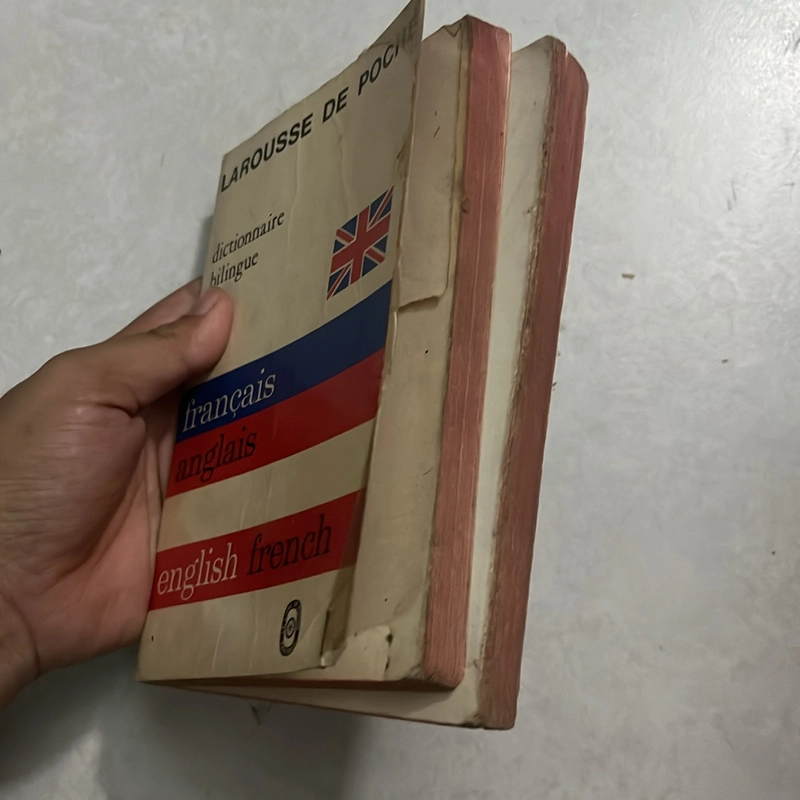 LAROUSSE DE POCHE
dictionnaire
bilingue
français
anglais
english french